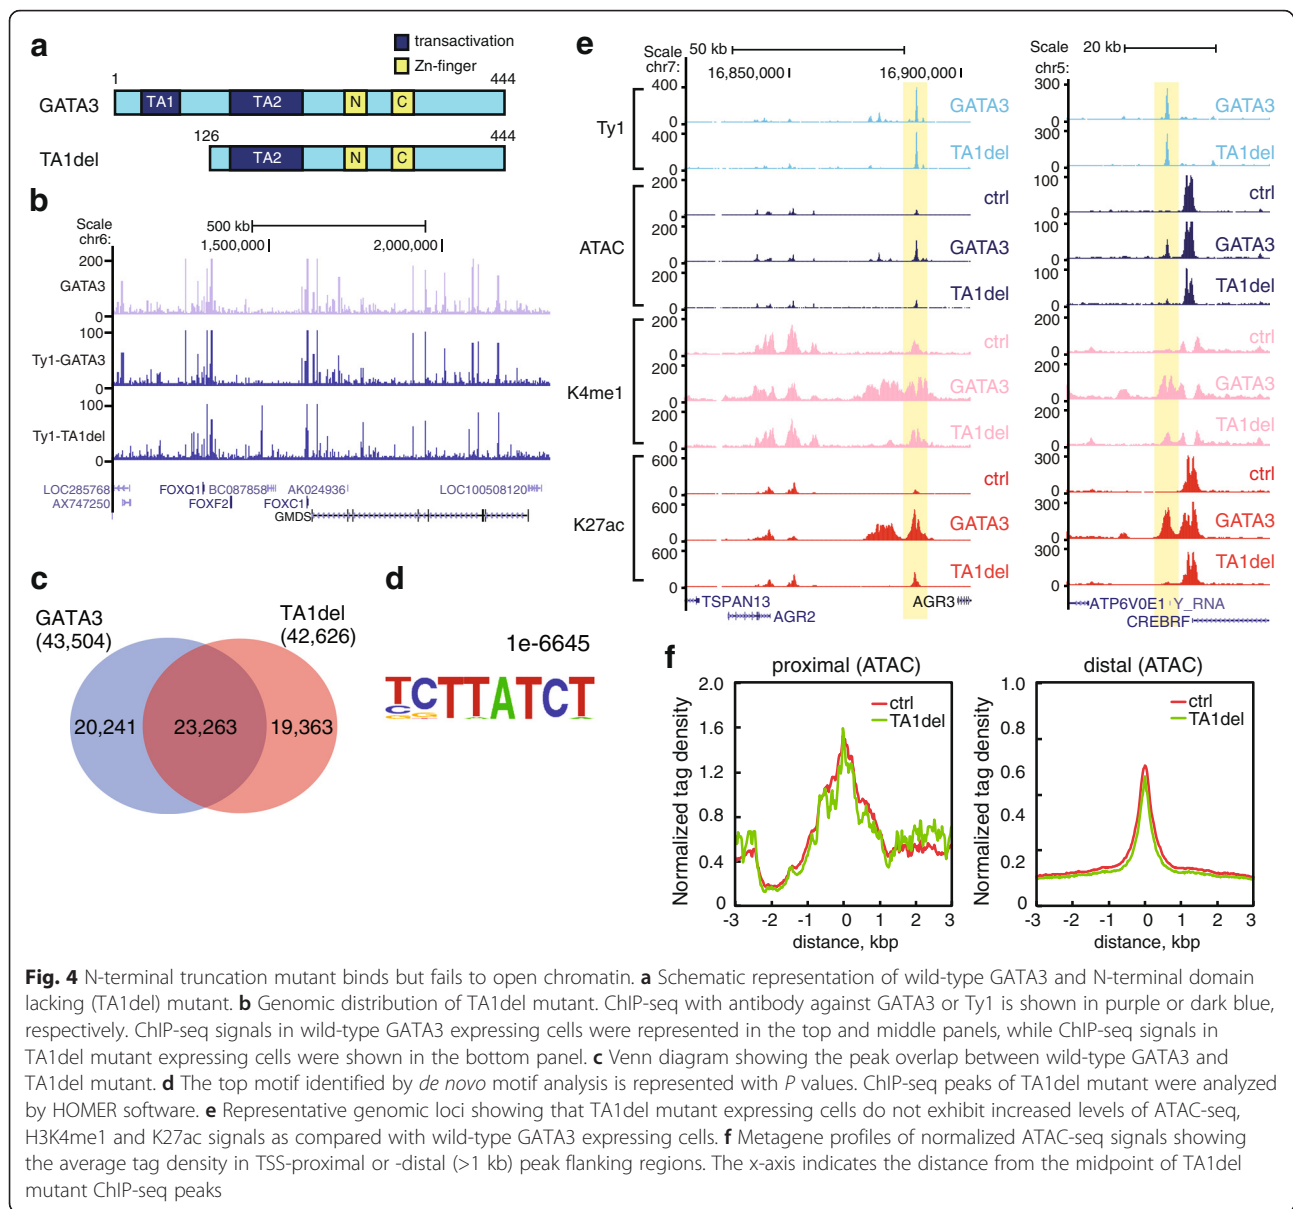 a
transactivation
Zn-finger
1
444
GATA3
TA1
TA2
N
C
126
444
TA1del
TA2
N
C
b
Scale
500 kb
chr6:
1,500,000
2,000,000
200
GATA3
0
100
Ty1-GATA3
0
100
Ty1-TA1del
0
LOC285768
FOXQ1
BC087858
AK024936
LOC100508120
AX747250
FOXF2
FOXC1
GMDS
c
GATA3
(43,504)
TA1del
(42,626)
20,241
23,263
19,363
d
1e-6645
TCTTATCT
e
Scale
50 kb
chr7:
16,850,000
16,900,000
Ty1
400
GATA3
0
400
TA1del
0
ATAC
200
ctrl
0
200
GATA3
0
200
TA1del
0
K4me1
200
ctrl
0
200
GATA3
0
200
TA1del
0
K27ac
600
ctrl
0
600
GATA3
0
600
TA1del
0
TSPAN13
AGR3
AGR2
Scale
20 kb
chr5:
300
GATA3
0
300
TA1del
0
100
ctrl
0
100
GATA3
0
100
TA1del
0
200
ctrl
0
200
GATA3
0
200
TA1del
0
300
ctrl
0
300
GATA3
0
300
TA1del
0
ATP6V0E1
Y_RNA
CREBRF
f
proximal (ATAC)
Normalized tag density
2.0
1.6
1.2
0.8
0.4
0
ctrl
TA1del
-3 -2 -1 0 1 2 3
distance, kbp
distal (ATAC)
Normalized tag density
1.0
0.8
0.6
0.4
0.2
0
ctrl
TA1del
-3 -2 -1 0 1 2 3
distance, kbp
Fig. 4 N-terminal truncation mutant binds but fails to open chromatin. a Schematic representation of wild-type GATA3 and N-terminal domain
lacking (TA1del) mutant. b Genomic distribution of TA1del mutant. ChIP-seq with antibody against GATA3 or Ty1 is shown in purple or dark blue,
respectively. ChIP-seq signals in wild-type GATA3 expressing cells were represented in the top and middle panels, while ChIP-seq signals in
TA1del mutant expressing cells were shown in the bottom panel. c Venn diagram showing the peak overlap between wild-type GATA3 and
TA1del mutant. d The top motif identified by de novo motif analysis is represented with P values. ChIP-seq peaks of TA1del mutant were analyzed
by HOMER software. e Representative genomic loci showing that TA1del mutant expressing cells do not exhibit increased levels of ATAC-seq,
H3K4me1 and K27ac signals as compared with wild-type GATA3 expressing cells. f Metagene profiles of normalized ATAC-seq signals showing
the average tag density in TSS-proximal or -distal (>1 kb) peak flanking regions. The x-axis indicates the distance from the midpoint of TA1del
mutant ChIP-seq peaks